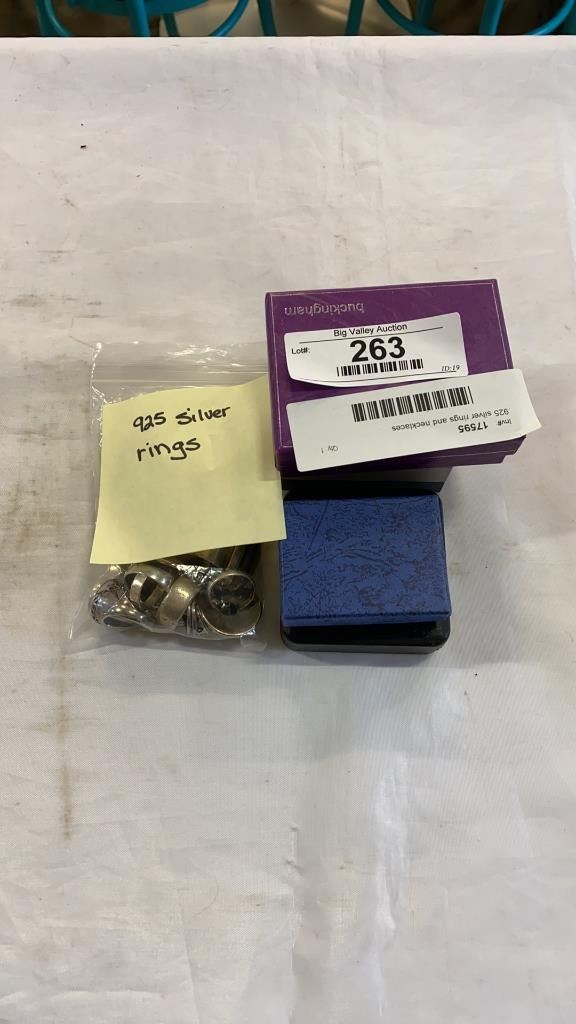 buckingham
Big Valley Auction
Lot#:
263
ID:19
Inv#: 17595
.925 silver rings and necklaces
Qty 1
925 silver
rings